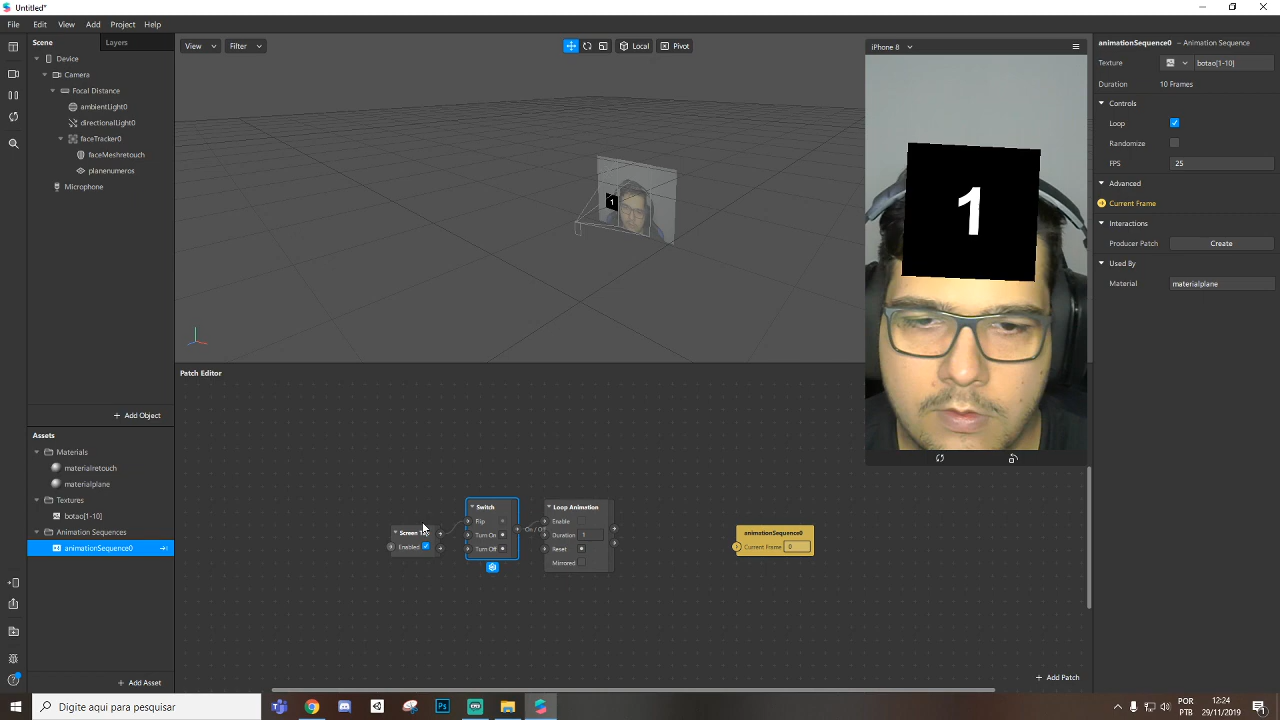 Untitled*
File Edit View Add Project Help
Scene Layers
Device
Camera
Focal Distance
ambientLight0
directionalLight0
faceTracker0
faceMeshretouch
planenumeros
Microphone
+ Add Object
Assets
Materials
materialretouch
materialplane
Textures
botao[1-10]
Animation Sequences
animationSequence0
+ Add Asset
View Filter Local Pivot
1
iPhone 8
1
Patch Editor
Screen
Enabled
Switch
Flip
Turn On
Turn Off
Loop Animation
Enable
Duration 1
Reset
Mirrored
animationSequence0
Current Frame 0
+ Add Patch
animationSequence0 – Animation Sequence
Texture botao[1-10]
Duration 10 Frames
Controls
Loop
Randomize
FPS 25
Advanced
Current Frame
Interactions
Producer Patch Create
Used By
Material materialplane
Digite aqui para pesquisar
Ps
POR
PTB
12:24
29/11/2019